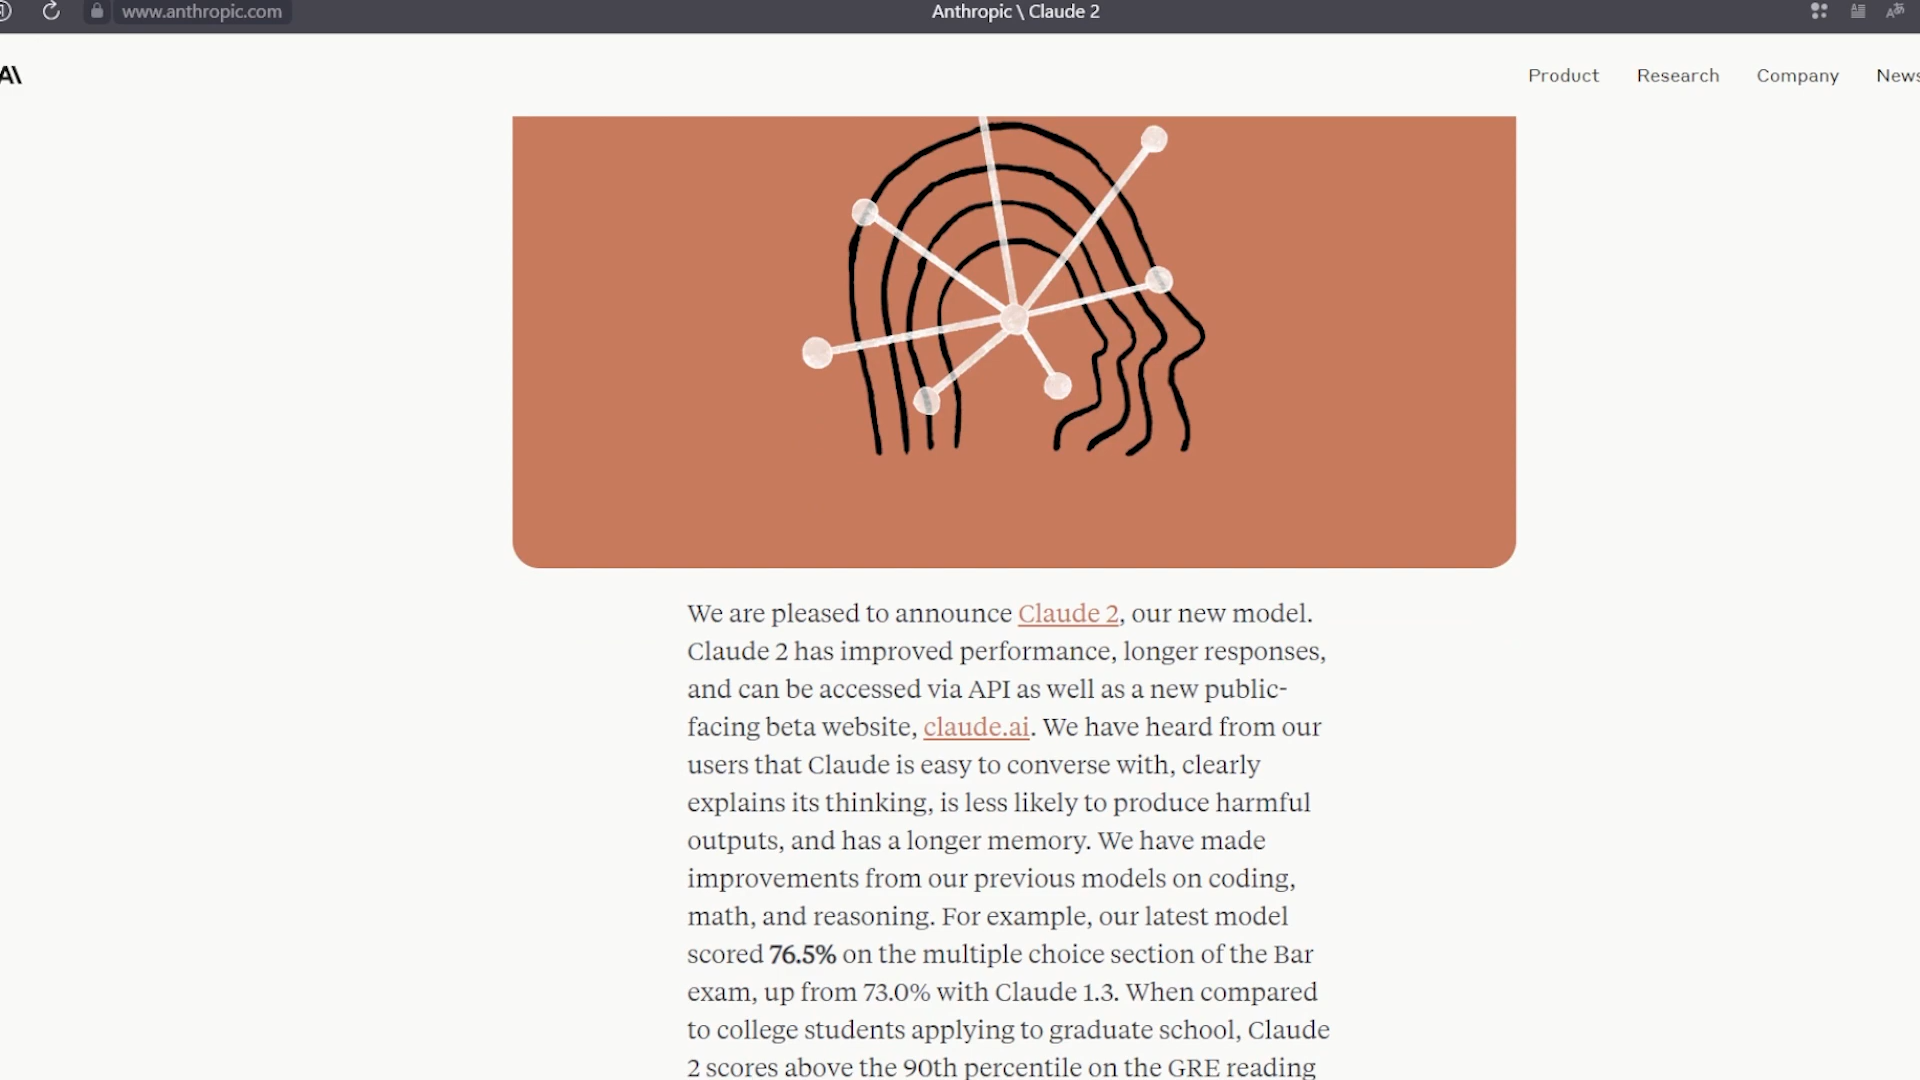 www.anthropic.com
Anthropic \ Claude 2
A\
Product
Research
Company
News
We are pleased to announce Claude 2, our new model.
Claude 2 has improved performance, longer responses,
and can be accessed via API as well as a new public-
facing beta website, claude.ai. We have heard from our
users that Claude is easy to converse with, clearly
explains its thinking, is less likely to produce harmful
outputs, and has a longer memory. We have made
improvements from our previous models on coding,
math, and reasoning. For example, our latest model
scored 76.5% on the multiple choice section of the Bar
exam, up from 73.0% with Claude 1.3. When compared
to college students applying to graduate school, Claude
2 scores above the 90th percentile on the GRE reading